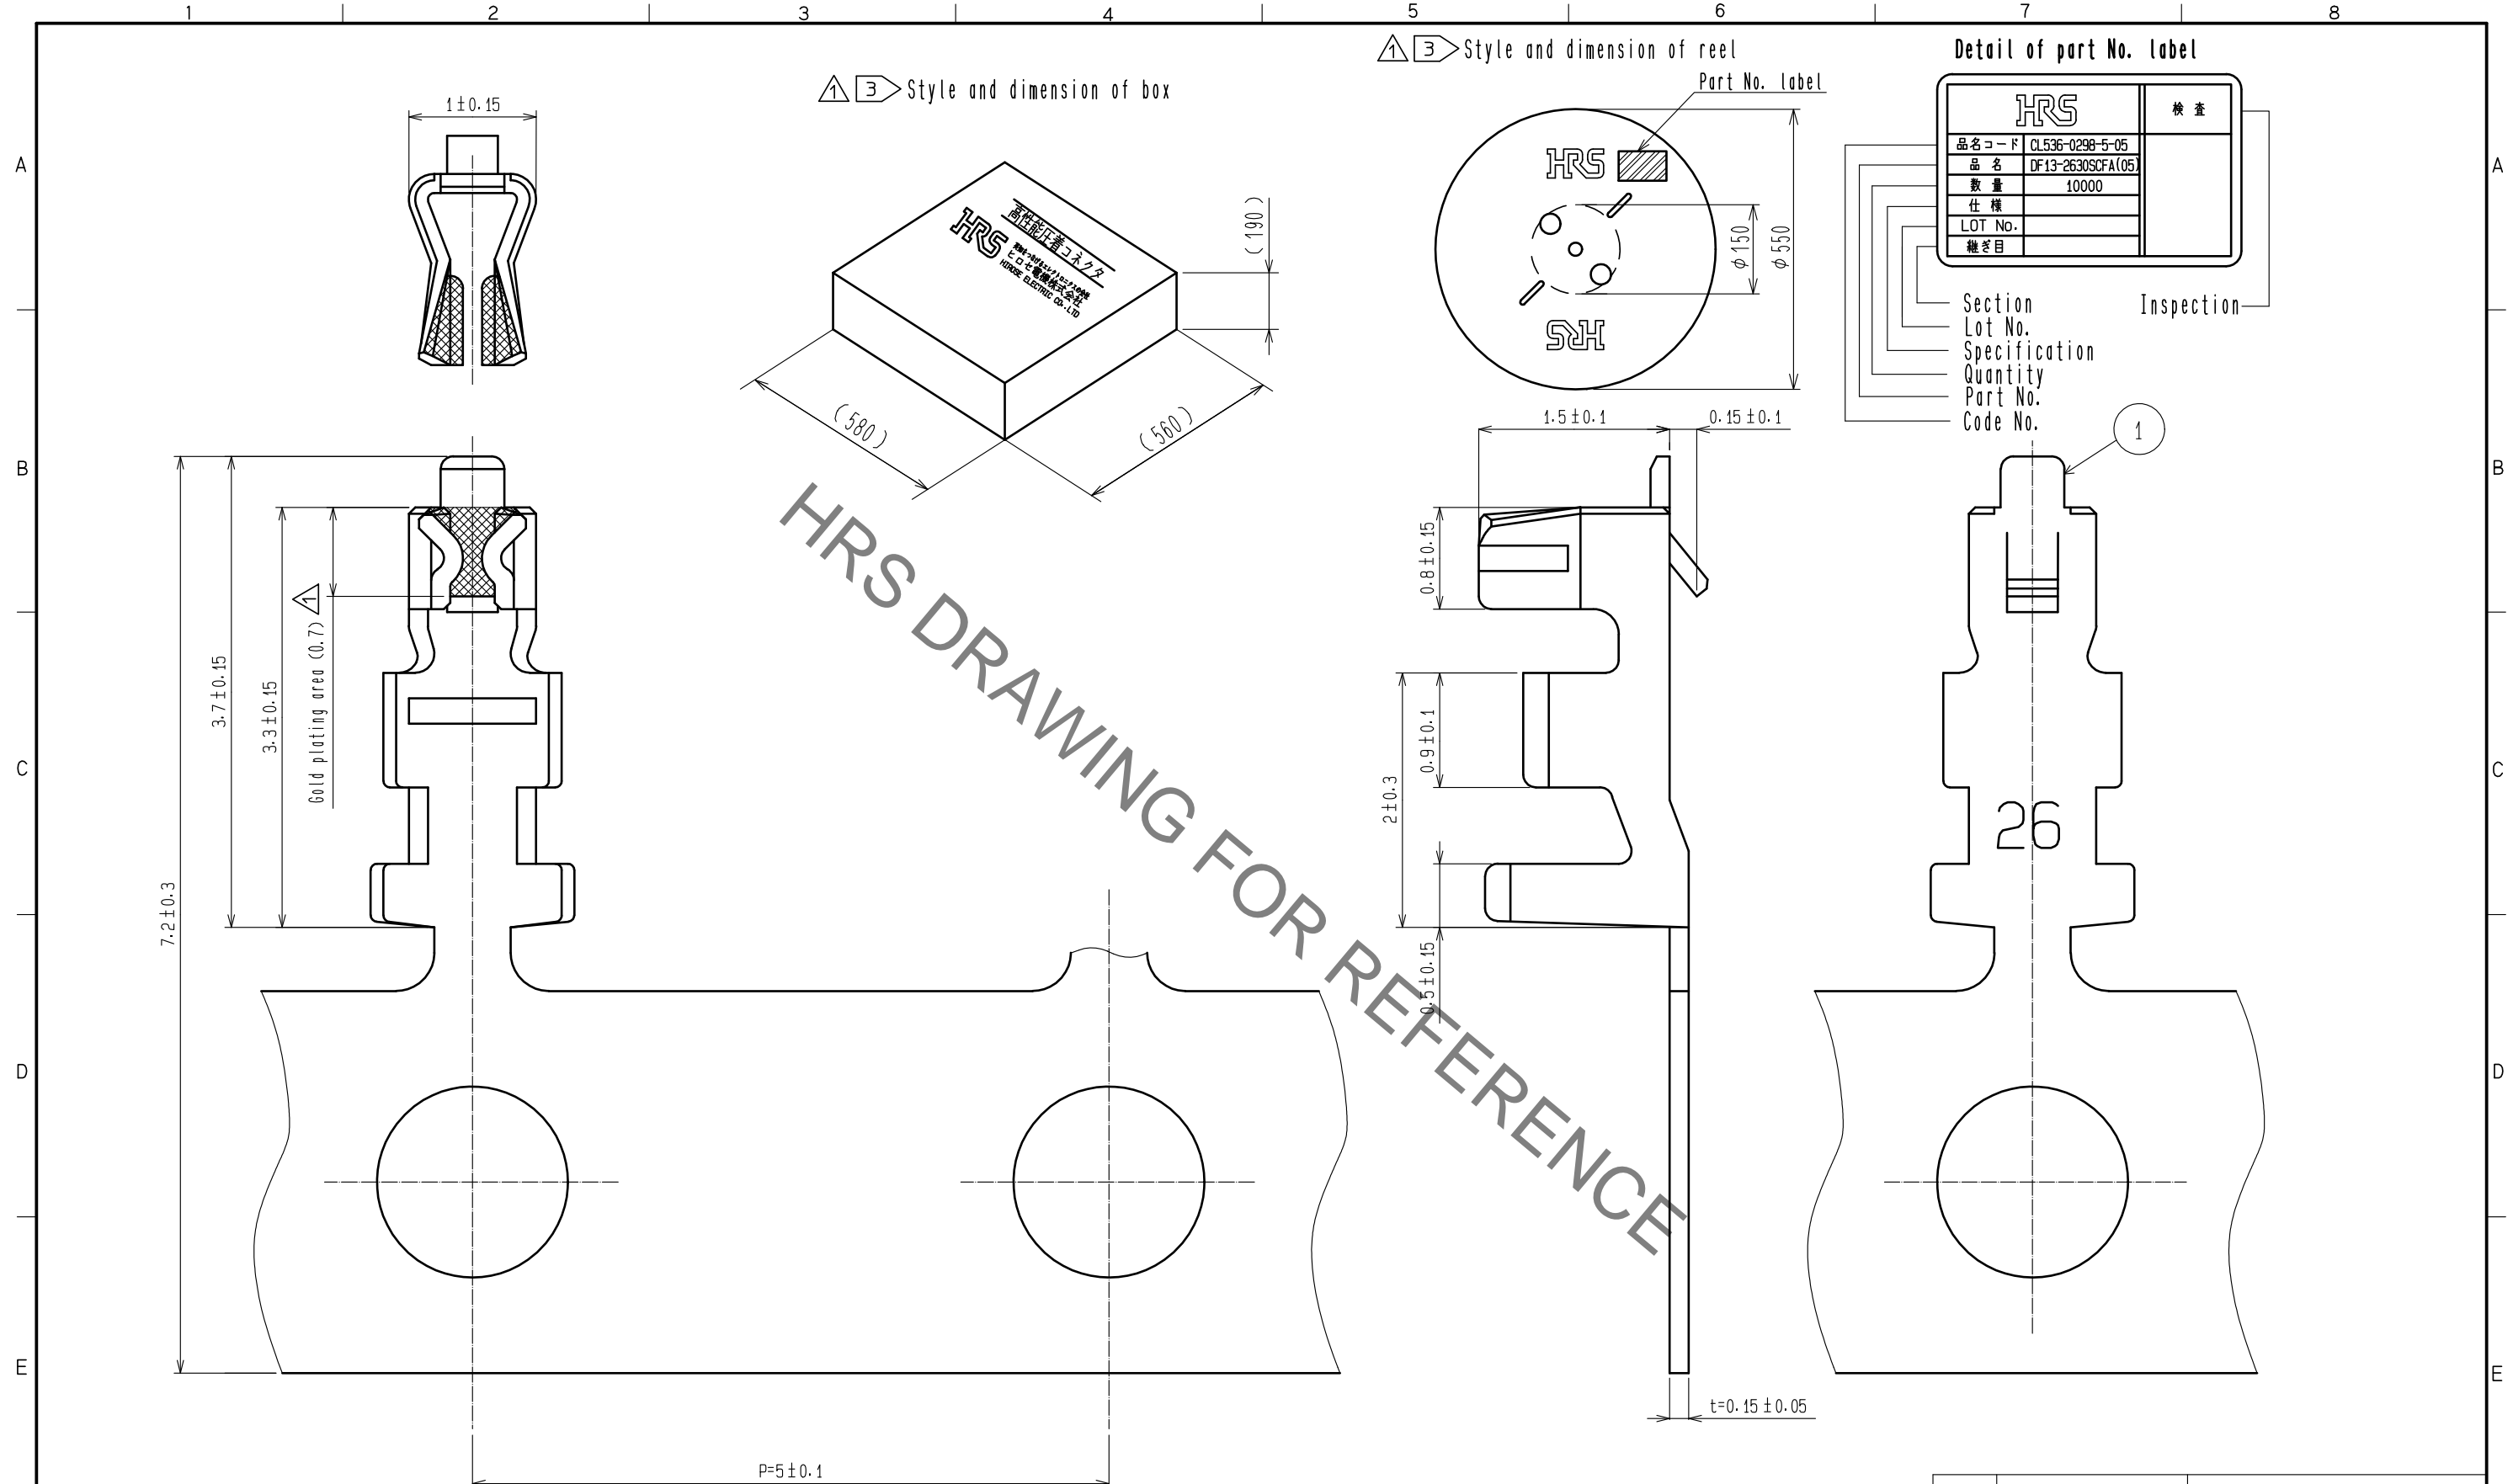 1 2 3 4 5 6 7 8
A
B
C
D
E
A
B
C
D
E
1±0.15
1 3 Style and dimension of box
高性能圧着コネクタ
HRS
ヒロセ電機株式会社
HIROSE ELECTRIC CO.,LTD
(190)
(580)
(560)
1 3 Style and dimension of reel
Part No. label
HRS
HRS
φ150
φ550
Detail of part No. label
HRS
検査
品名コード CL536-0298-5-05
品名 DF13-2630SCFA(05)
数量 10000
仕様
LOT No.
継ぎ目
Section
Lot No.
Specification
Quantity
Part No.
Code No.
Inspection
7.2±0.3
3.7±0.15
3.3±0.15
Gold plating area (0.7)
1
P=5±0.1
1.5±0.1
0.15±0.1
0.8±0.15
0.9±0.1
2±0.3
0.5±0.15
t=0.15±0.05
1
26
HRS DRAWING FOR REFERENCE